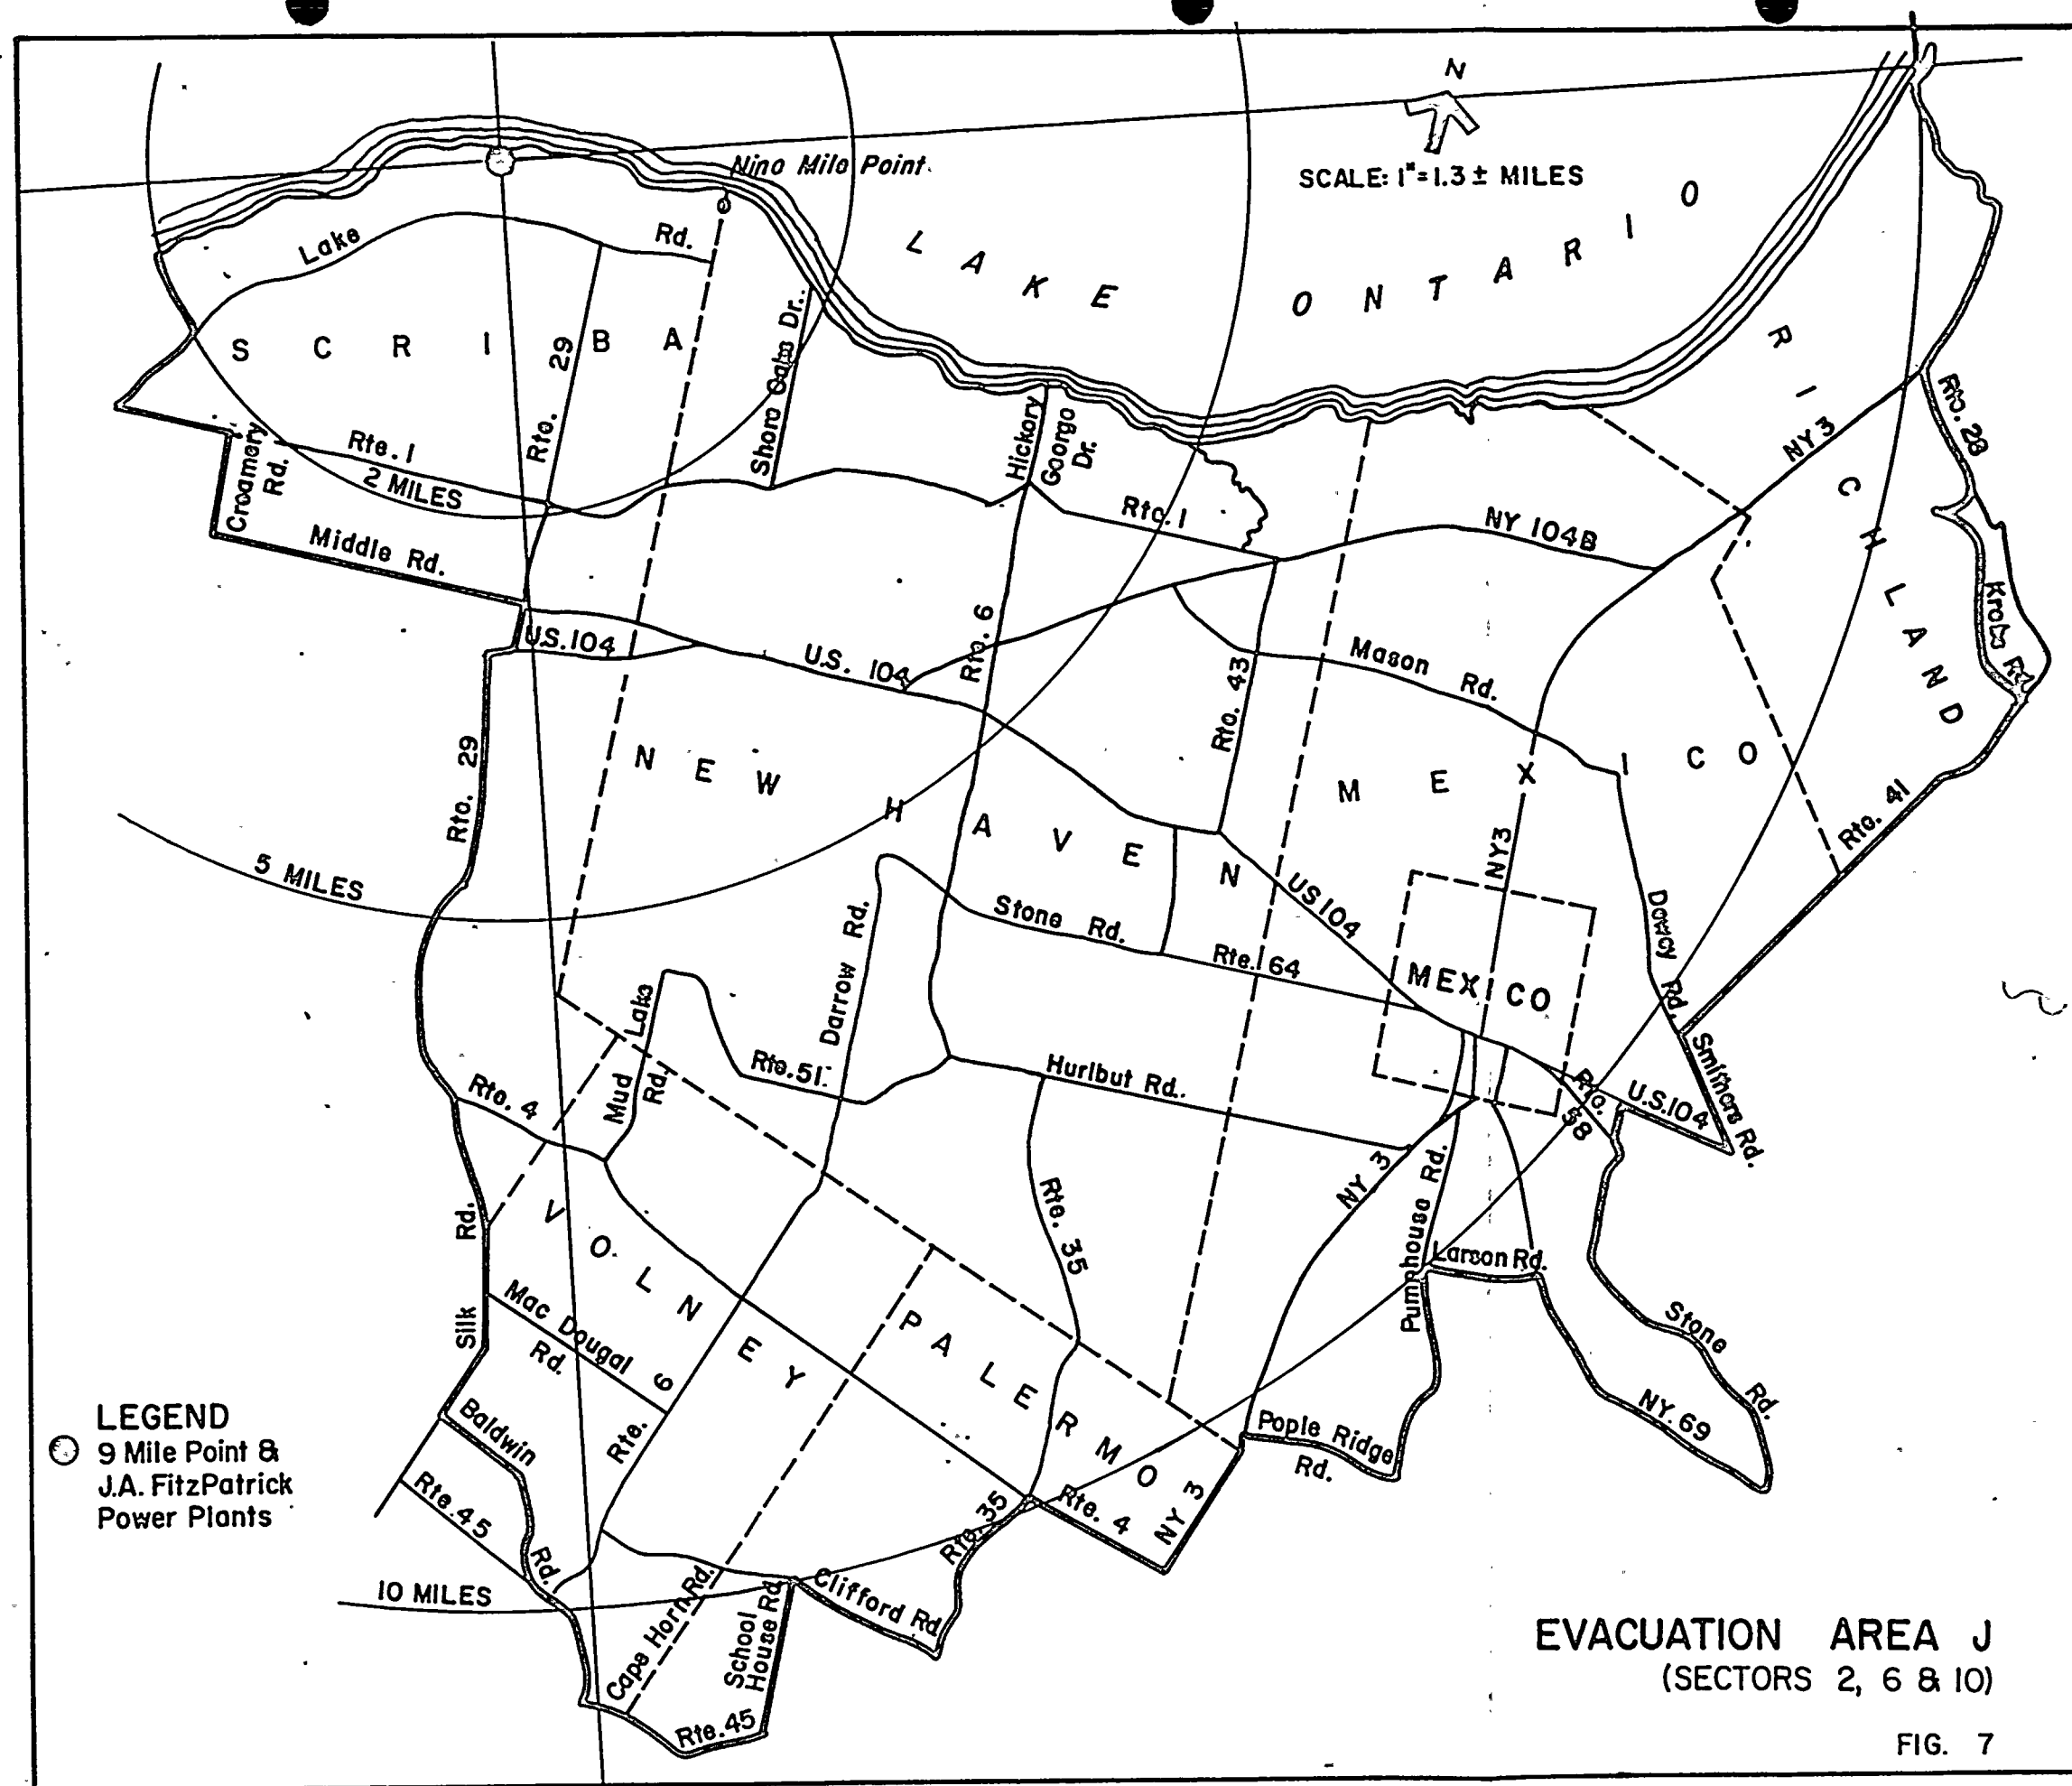 N
Nine Mile Point
SCALE: 1"=1.3± MILES
LAKE ONTARIO
Lake Rd.
SCRIBA
RICHLAND
Rte. 29
Shore Oaks Dr.
Rte. 28
NY 3
Creamery Rd.
Rte. 1
2 MILES
Hickory George Dr.
Rte. 1
NY 104B
Middle Rd.
U.S. 104
U.S. 104
Rte. 6
Rte. 43
Mason Rd.
Rte. 29
NEW HAVEN
MEXICO
Rte. 41
5 MILES
NY3
Darrow Rd.
Stone Rd.
US 104
Rte. 64
MEXICO
Rd.
Mud Lake Rd.
Rte. 51
Hurlbut Rd.
Smithers Rd.
Rte. 4
Rte. 58
U.S. 104
Silk Rd.
VOLNEY
Rte. 35
NY 3
Pumphouse Rd.
Larson Rd.
Mac Dougal Rd.
PALERMO
Stone Rd.
Rte. 6
NY. 69
LEGEND
9 Mile Point &
J.A. FitzPatrick
Power Plants
Baldwin Rd.
Rte. 45
Pople Ridge Rd.
Rte. 35
Rte. 4
NY 3
10 MILES
Cape Horn Rd.
School House Rd.
Clifford Rd.
Rte. 45
EVACUATION AREA J
(SECTORS 2, 6 & 10)
FIG. 7